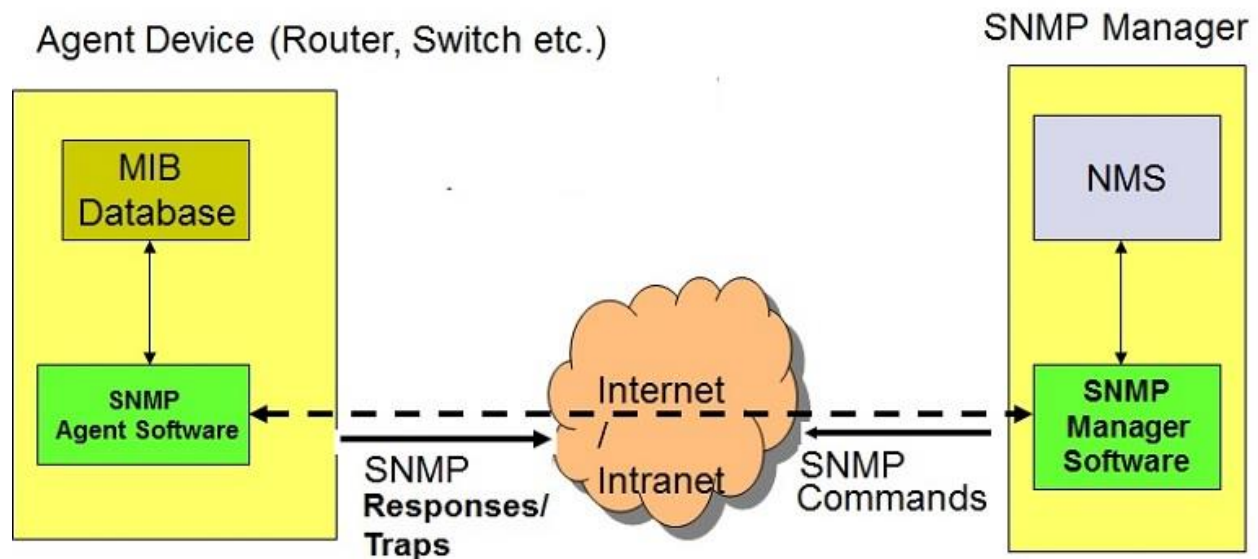 Agent Device (Router, Switch etc.)
SNMP Manager
MIB
Database
NMS
SNMP
Agent Software
Internet
/
Intranet
SNMP
Manager
Software
SNMP
Responses/
Traps
SNMP
Commands